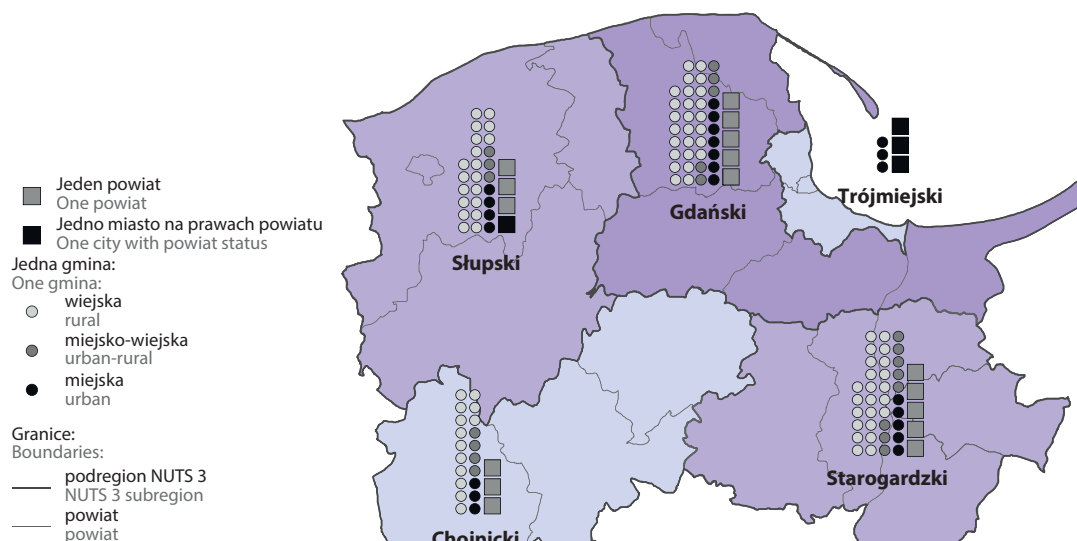 Jeden powiat
One powiat
Jedno miasto na prawach powiatu
One city with powiat status
Jedna gmina:
One gmina:
wiejska
rural
miejsko-wiejska
urban-rural
miejska
urban
Granice:
Boundaries:
podregion NUTS 3
NUTS 3 subregion
powiat
powiat
Trójmiejski
Gdański
Słupski
Starogardzki
Chojnicki